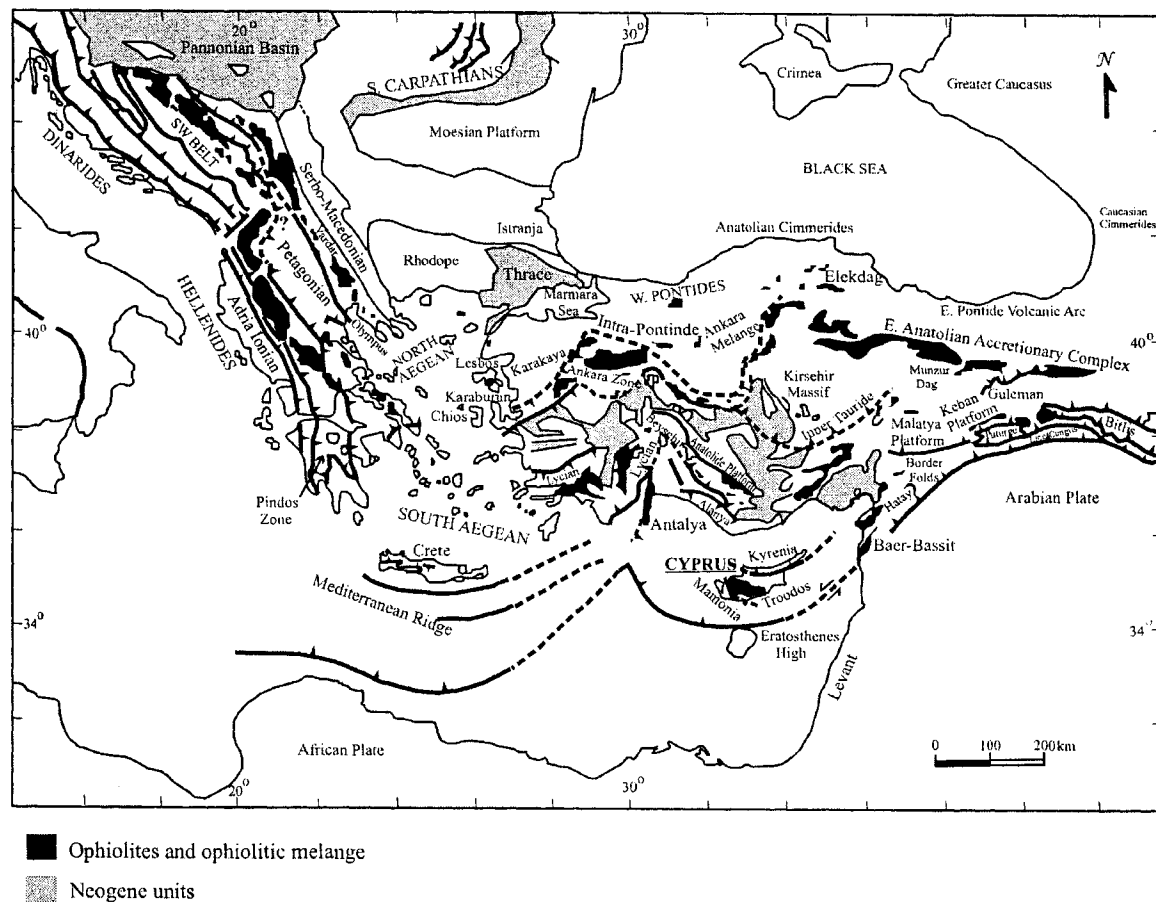 20°
30°
Pannonian Basin
S. CARPATHIANS
Crimea
Greater Caucasus
N
Moesian Platform
DINARIDES
SW BELT
BLACK SEA
Serbo-Macedonian
Vardar
Istranja
Anatolian Cimmerides
Caucasian
Cimmerides
Rhodope
Thrace
Elekdag
Petagonian
Marmara
Sea
W. PONTIDES
E. Pontide Volcanic Arc
HELLENIDES
Adria Ionian
Olympus
40°
40°
NORTH
AEGEAN
Intra-Pontinde
Ankara
Melange
E. Anatolian Accretionary Complex
Lesbos
Karakaya
Ankara Zone
Munzur
Dag
Kirsehir
Massif
Guleman
Karaburun
Chios
Inner Tauride
Keban
Platform
Malatya
Platform
Bitlis
Beysehir
Anatolide Platform
Lycian
Lycian
Border
Folds
Arabian Plate
Pindos
Zone
Hatay
Alanya
SOUTH AEGEAN
Antalya
Baer-Bassit
Crete
CYPRUS
Kyrenia
Mediterranean Ridge
Mamonia
Troodos
34°
34°
Eratosthenes
High
Levant
African Plate
0 100 200km
20°
30°
Ophiolites and ophiolitic melange
Neogene units